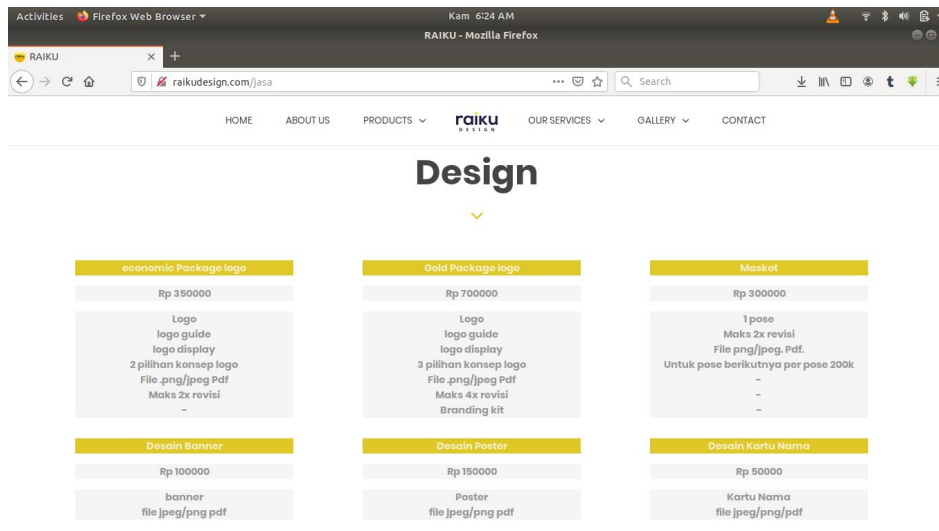 Activities Firefox Web Browser Kam 6:24 AM
RAIKU - Mozilla Firefox
RAIKU
raikudesign.com/jasa Search
HOME ABOUT US PRODUCTS raiku DESIGN OUR SERVICES GALLERY CONTACT
Design
economic Package logo
Rp 350000
Logo
logo guide
logo display
2 pilihan konsep logo
File .png/jpeg Pdf
Maks 2x revisi
-
Gold Package logo
Rp 700000
Logo
logo guide
logo display
3 pilihan konsep logo
File .png/jpeg Pdf
Maks 4x revisi
Branding kit
Maskot
Rp 300000
1 pose
Maks 2x revisi
File png/jpeg. Pdf.
Untuk pose berikutnya per pose 200k
-
-
-
Desain Banner
Rp 100000
banner
file jpeg/png pdf
Desain Poster
Rp 150000
Poster
file jpeg/png pdf
Desain Kartu Nama
Rp 50000
Kartu Nama
file jpeg/png/pdf